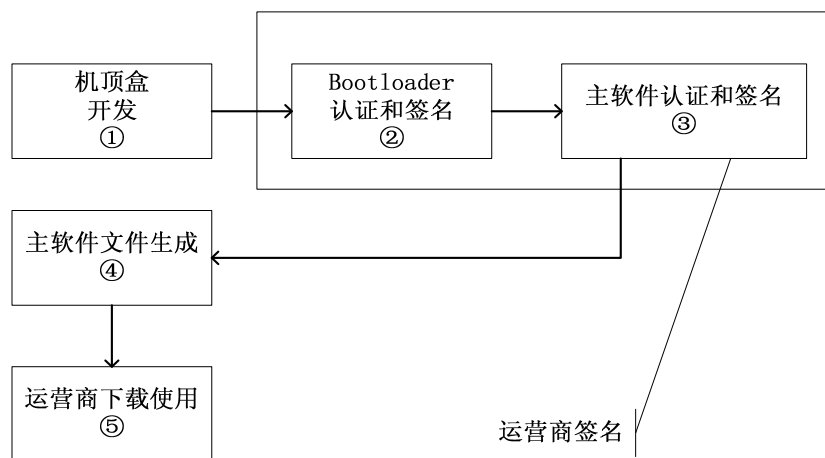 机顶盒
开发
①
Bootloader
认证和签名
②
主软件认证和签名
③
主软件文件生成
④
运营商下载使用
⑤
运营商签名